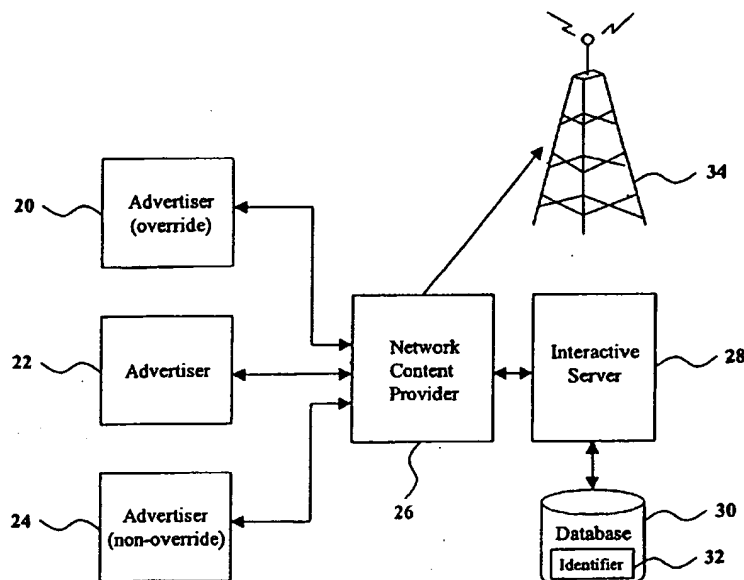 34
20
Advertiser
(override)
22
Advertiser
Network
Content
Provider
Interactive
Server
28
24
Advertiser
(non-override)
26
Database
30
Identifier
32